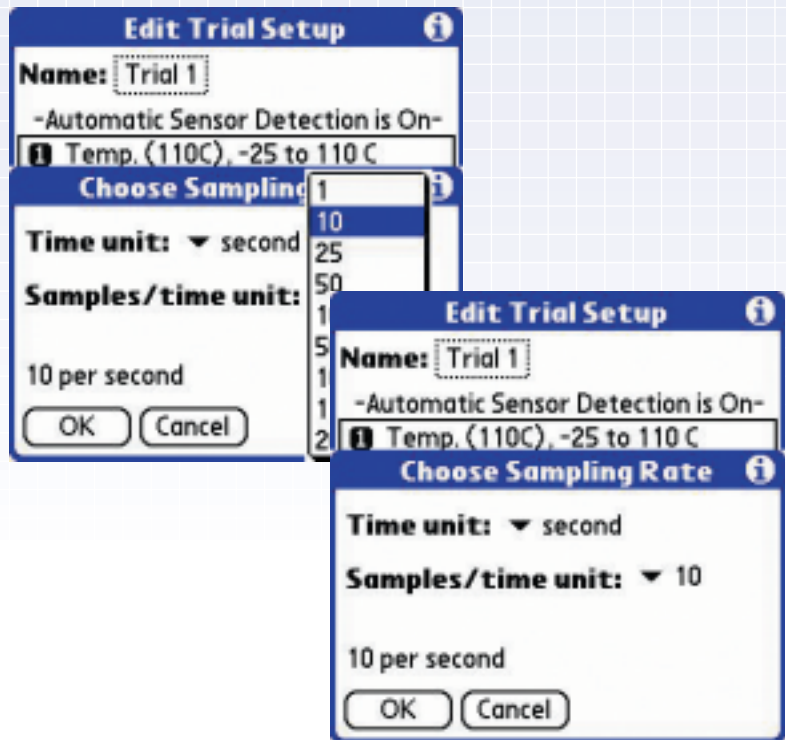 Edit Trial Setup
Name: Trial 1
-Automatic Sensor Detection is On-
1 Temp. (110C), -25 to 110 C
Choose Sampling
Time unit: second
Samples/time unit:
10 per second
OK Cancel
1
10
25
50
Edit Trial Setup
Name: Trial 1
-Automatic Sensor Detection is On-
1 Temp. (110C), -25 to 110 C
Choose Sampling Rate
Time unit: second
Samples/time unit: 10
10 per second
OK Cancel